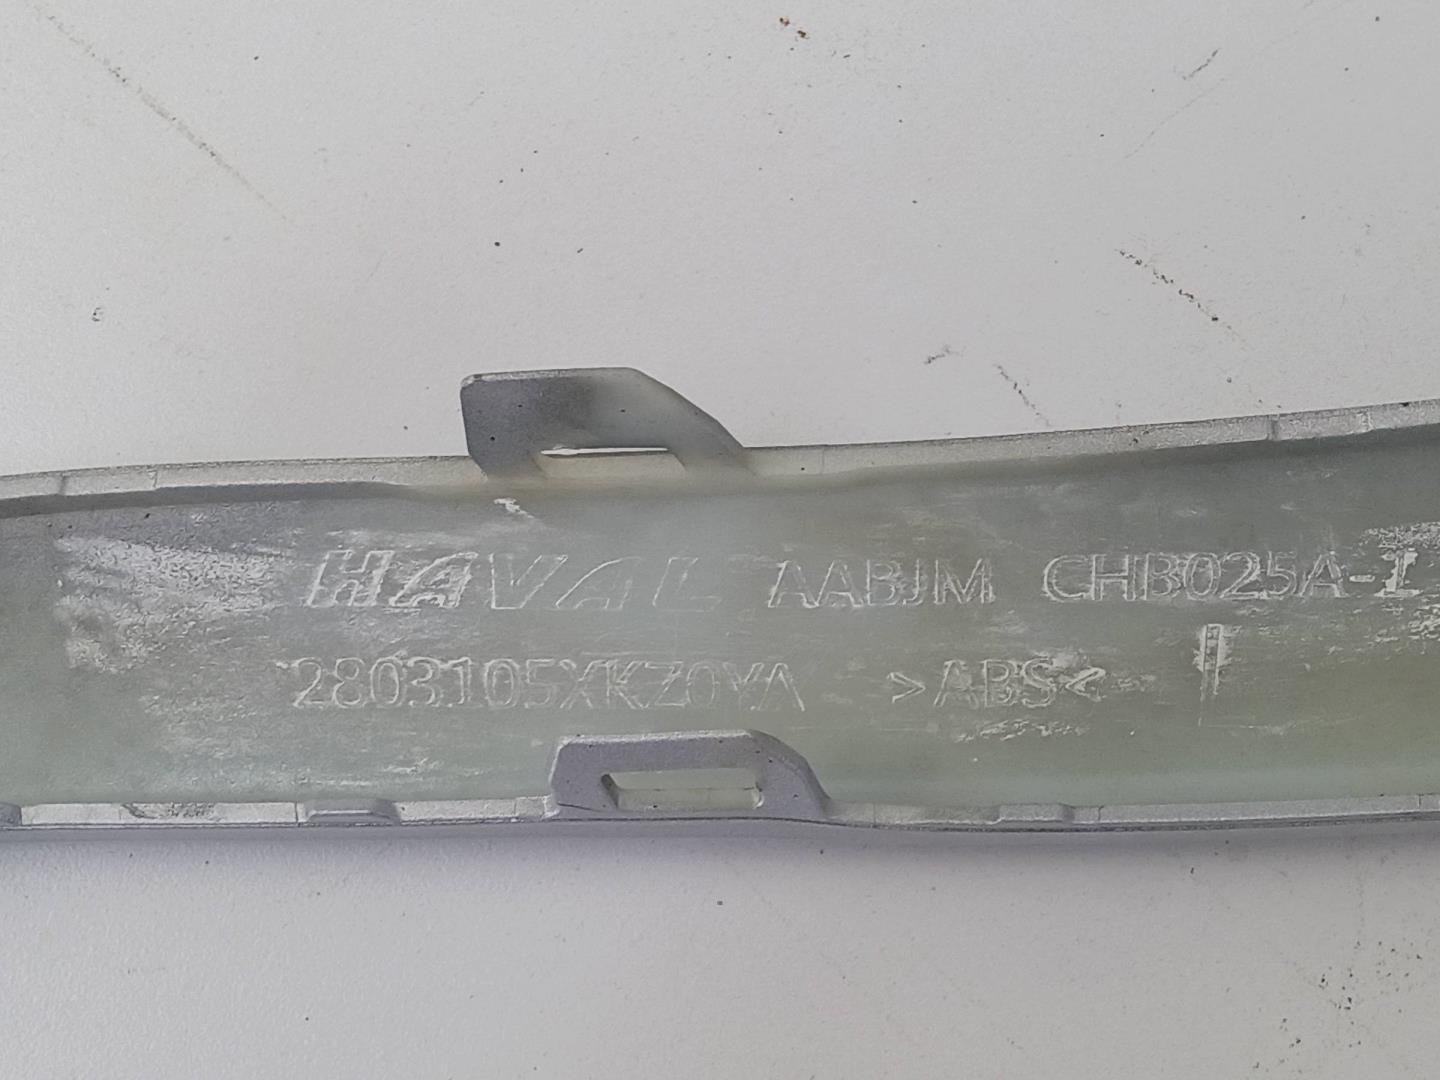 HAVAL AABJM CHB025A-1
2803105XKZ0YA >ABS<